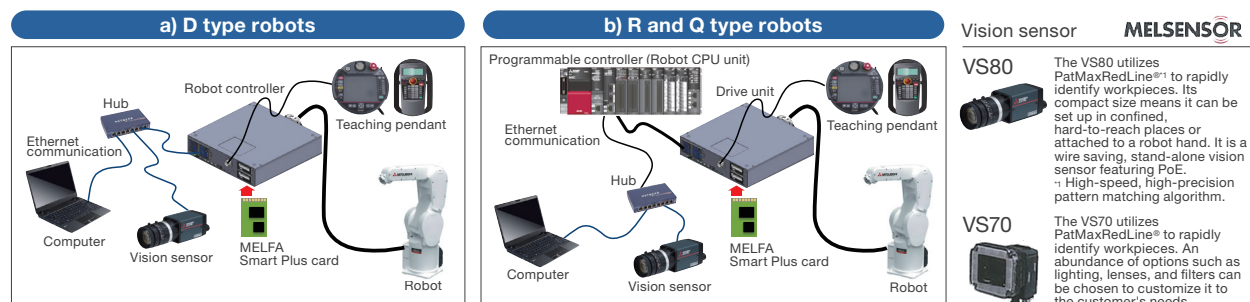 a) D type robots
Hub
Robot controller
Teaching pendant
Ethernet
communication
Computer
Vision sensor
MELFA
Smart Plus card
Robot
b) R and Q type robots
Programmable controller (Robot CPU unit)
Drive unit
Teaching pendant
Ethernet
communication
Hub
Computer
Vision sensor
MELFA
Smart Plus card
Robot
Vision sensor
MELSENSOR
VS80
The VS80 utilizes
PatMaxRedLine®*1 to rapidly
identify workpieces. Its
compact size means it can be
set up in confined,
hard-to-reach places or
attached to a robot hand. It is a
wire saving, stand-alone vision
sensor featuring PoE.
*1 High-speed, high-precision
pattern matching algorithm.
VS70
The VS70 utilizes
PatMaxRedLine® to rapidly
identify workpieces. An
abundance of options such as
lighting, lenses, and filters can
be chosen to customize it to
the customer's needs.